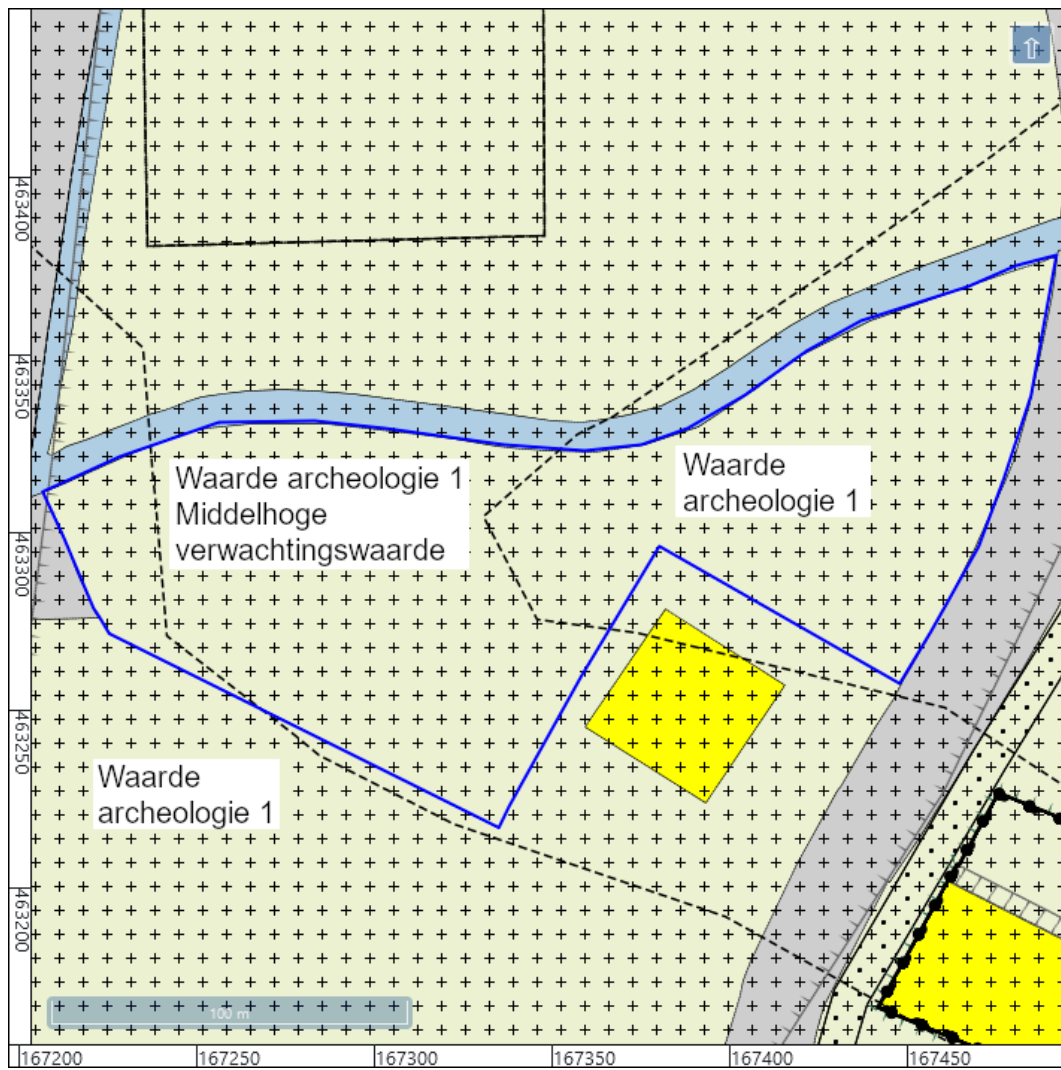 463400
463350
Waarde archeologie 1
Middelhoge
verwachtingswaarde
Waarde
archeologie 1
463300
463250
Waarde
archeologie 1
463200
100 m
167200
167250
167300
167350
167400
167450